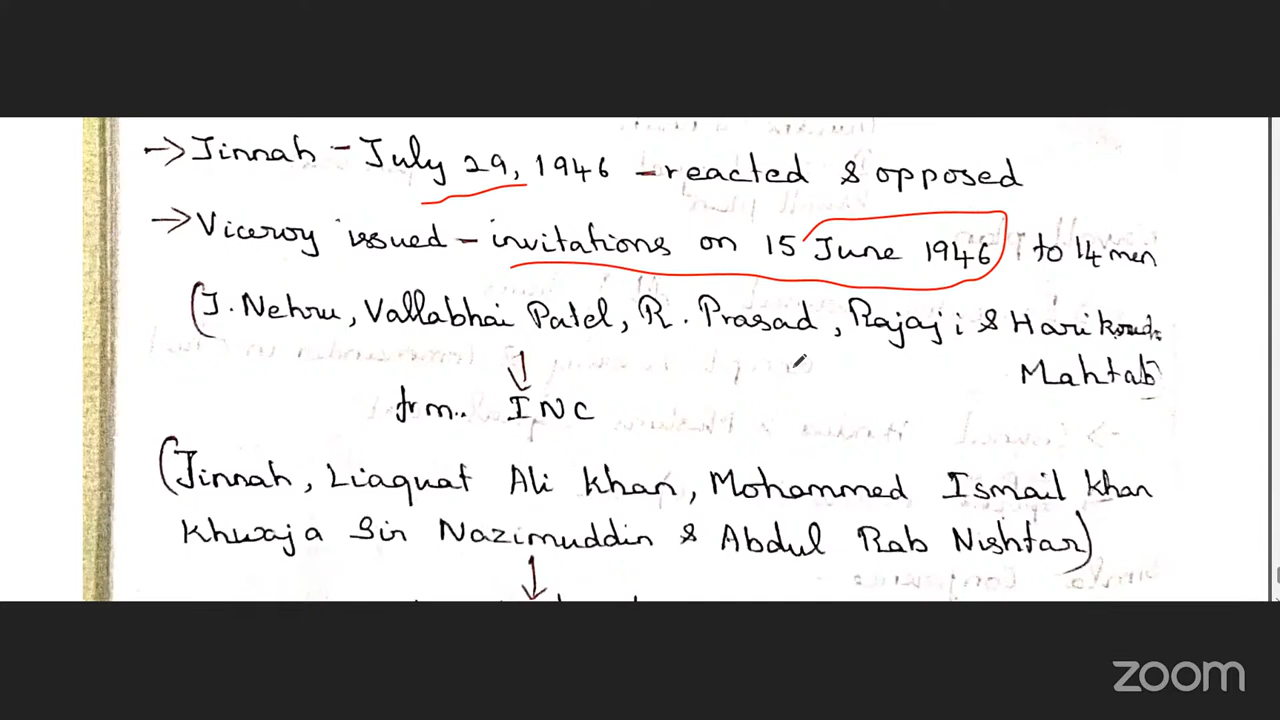 → Jinnah - July 29, 1946 - reacted & opposed
→ Viceroy issued - invitations on 15 June 1946 to 14 men
(J. Nehru, Vallabhai Patel, R. Prasad, Rajaji &
Mahtab
frm.. INC
(Jinnah, Liaquat Ali Khan, Mohammed Ismail Khan
Khwaja Sir Nazimuddin & Abdul Rab Nishtar)
zoom